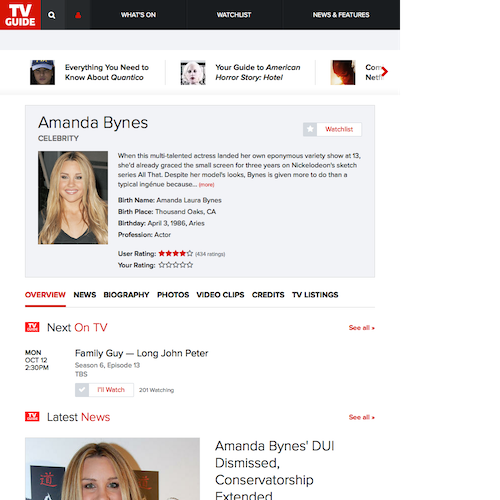 TV GUIDE
WHAT'S ON
WATCHLIST
NEWS & FEATURES
Everything You Need to
Know About Quantico
Your Guide to American
Horror Story: Hotel
Com
Netf
Amanda Bynes
CELEBRITY
Watchlist
When this multi-talented actress landed her own eponymous variety show at 13,
she'd already graced the small screen for three years on Nickelodeon's sketch
series All That. Despite her model's looks, Bynes is given more to do than a
typical ingénue because... (more)
Birth Name: Amanda Laura Bynes
Birth Place: Thousand Oaks, CA
Birthday: April 3, 1986, Aries
Profession: Actor
User Rating: (434 ratings)
Your Rating:
OVERVIEW NEWS BIOGRAPHY PHOTOS VIDEO CLIPS CREDITS TV LISTINGS
TV GUIDE Next On TV See all »
MON
OCT 12
2:30PM
Family Guy — Long John Peter
Season 6, Episode 13
TBS
I'll Watch 201 Watching
TV GUIDE Latest News See all »
Amanda Bynes' DUI
Dismissed,
Conservatorship
Extended